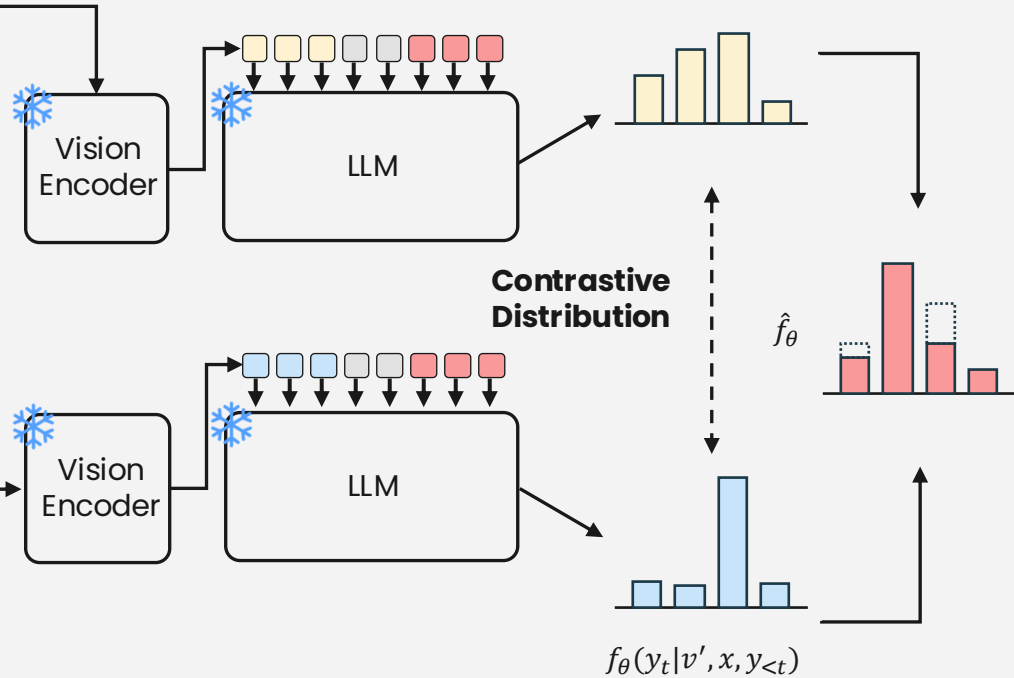 Vision
Encoder
LLM
Contrastive
Distribution
f̂θ
Vision
Encoder
LLM
fθ(yt|v′, x, y<t)